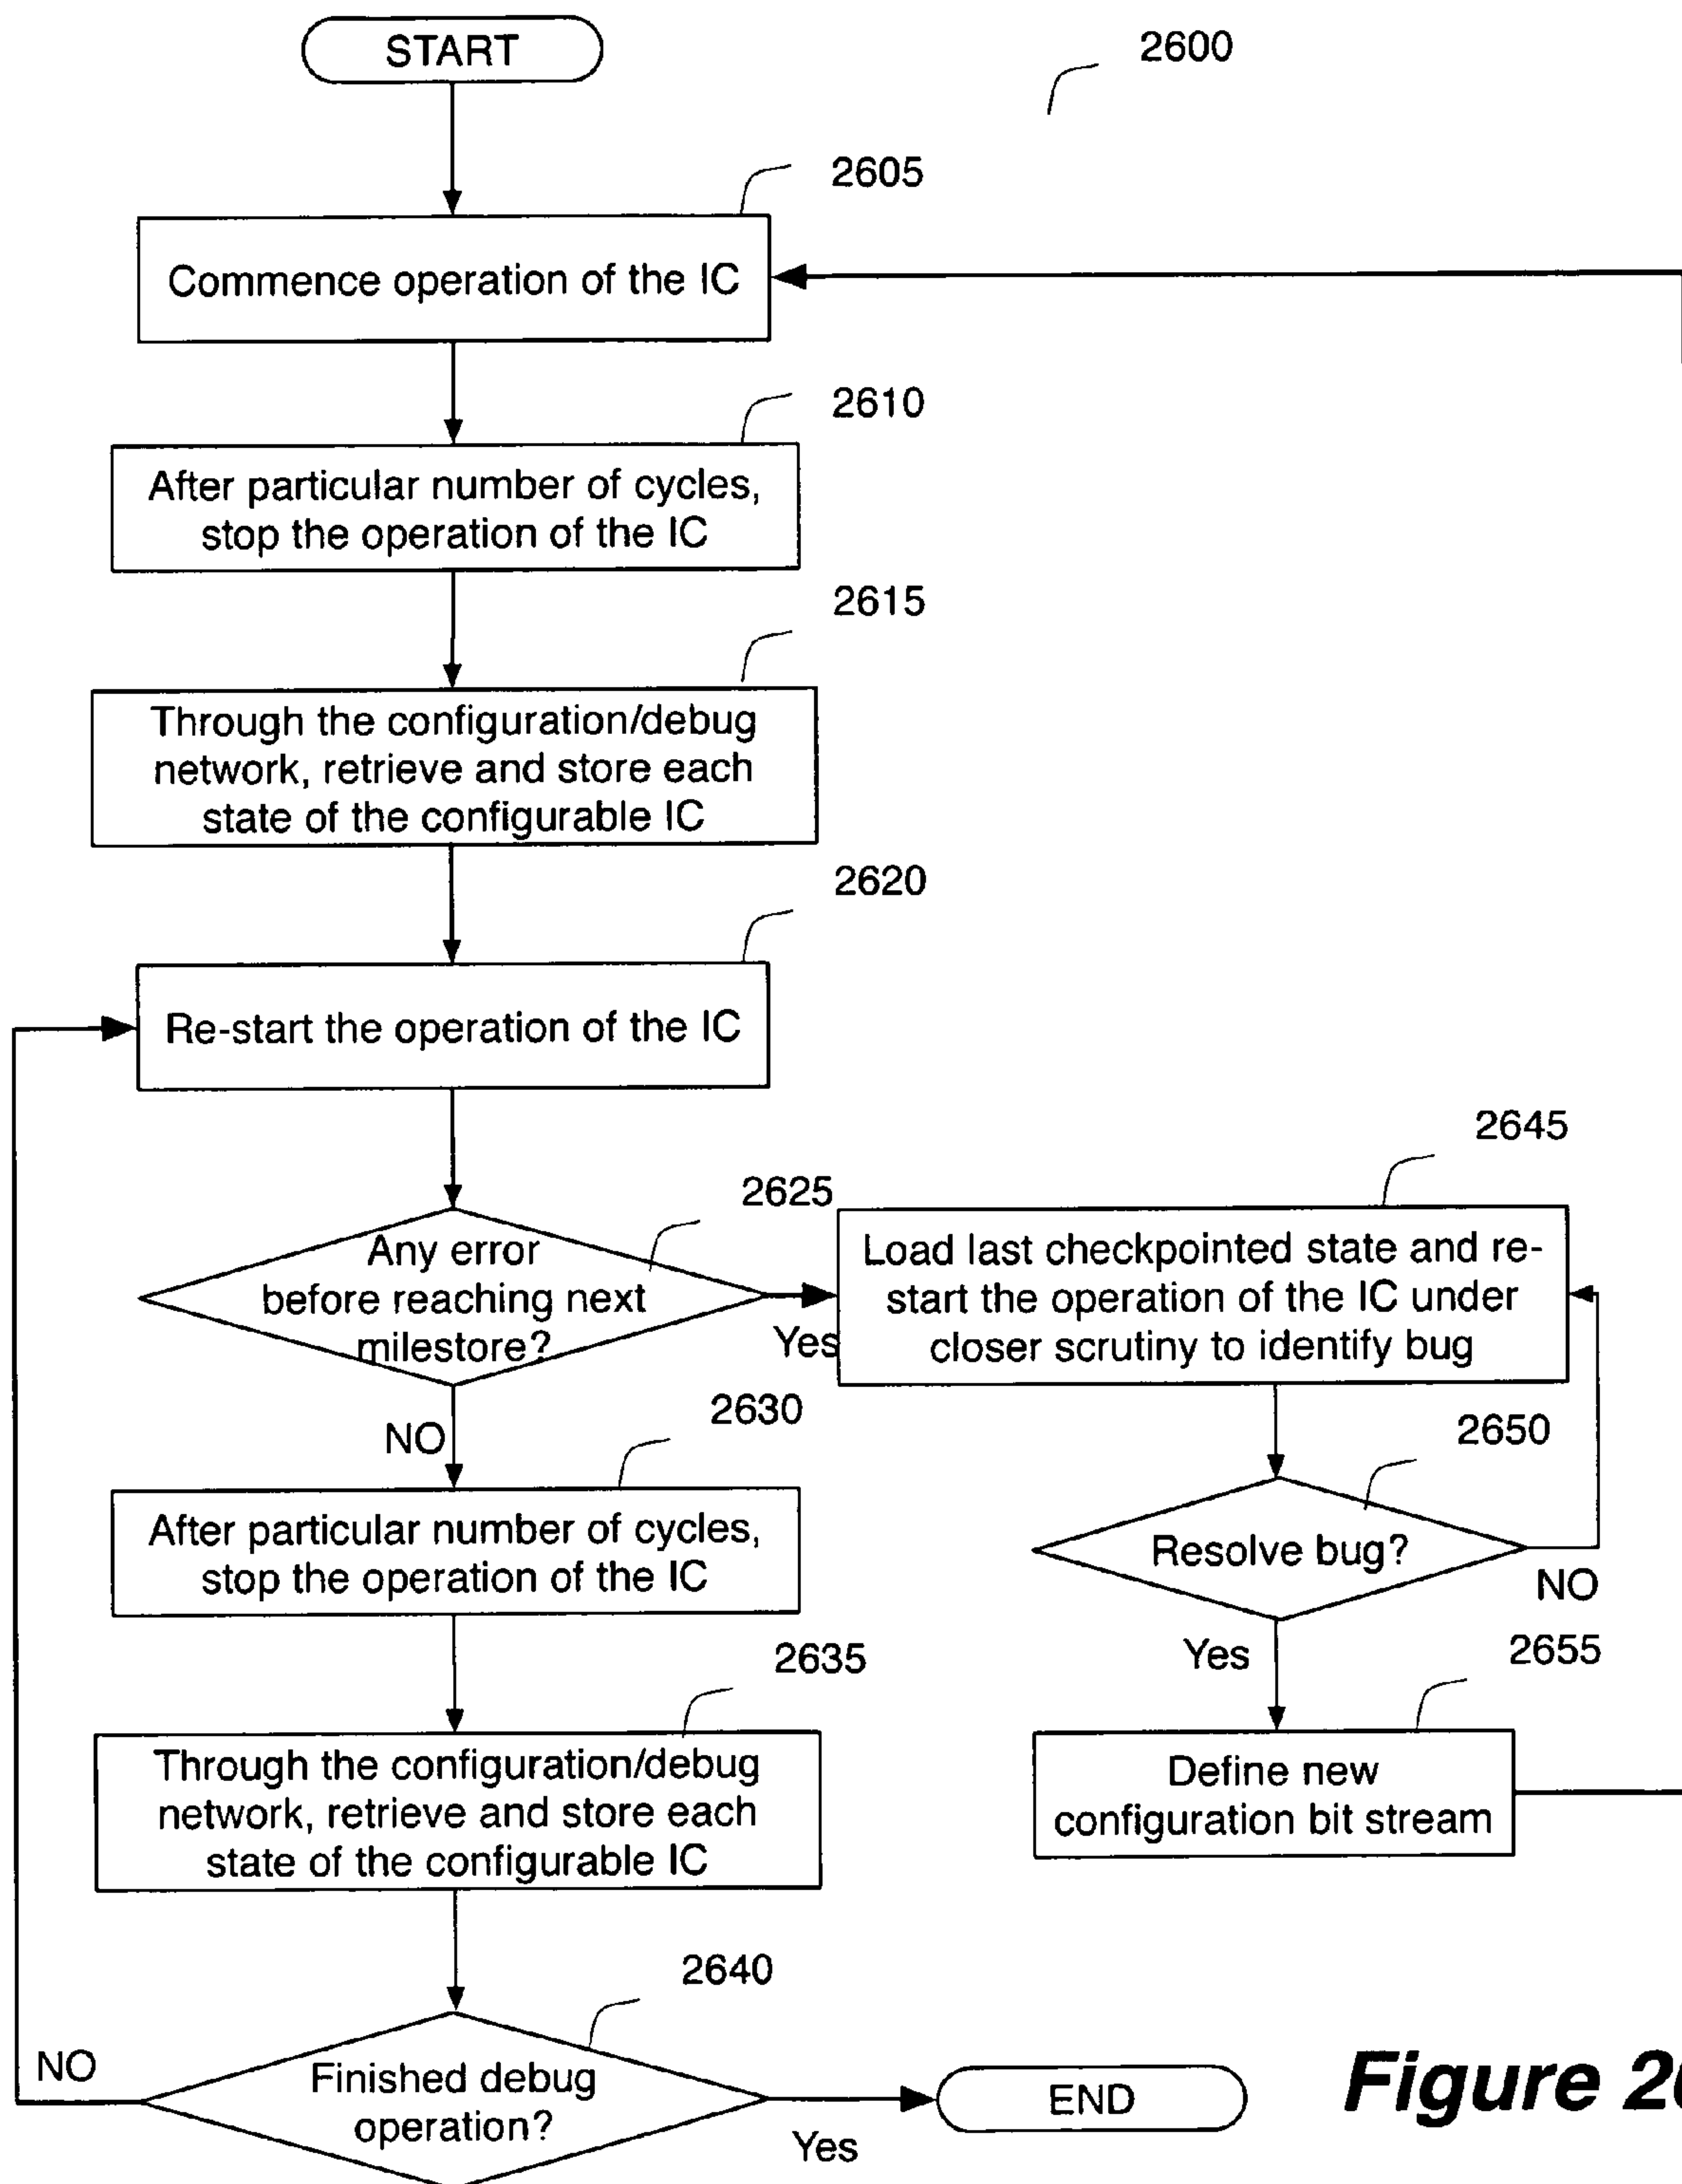 START
2600
2605
Commence operation of the IC
2610
After particular number of cycles,
stop the operation of the IC
2615
Through the configuration/debug
network, retrieve and store each
state of the configurable IC
2620
Re-start the operation of the IC
2625
Any error
before reaching next
milestore?
Yes
NO
2645
Load last checkpointed state and re-
start the operation of the IC under
closer scrutiny to identify bug
2650
Resolve bug?
NO
Yes
2655
Define new
configuration bit stream
2630
After particular number of cycles,
stop the operation of the IC
2635
Through the configuration/debug
network, retrieve and store each
state of the configurable IC
2640
Finished debug
operation?
NO
Yes
END
Figure 26